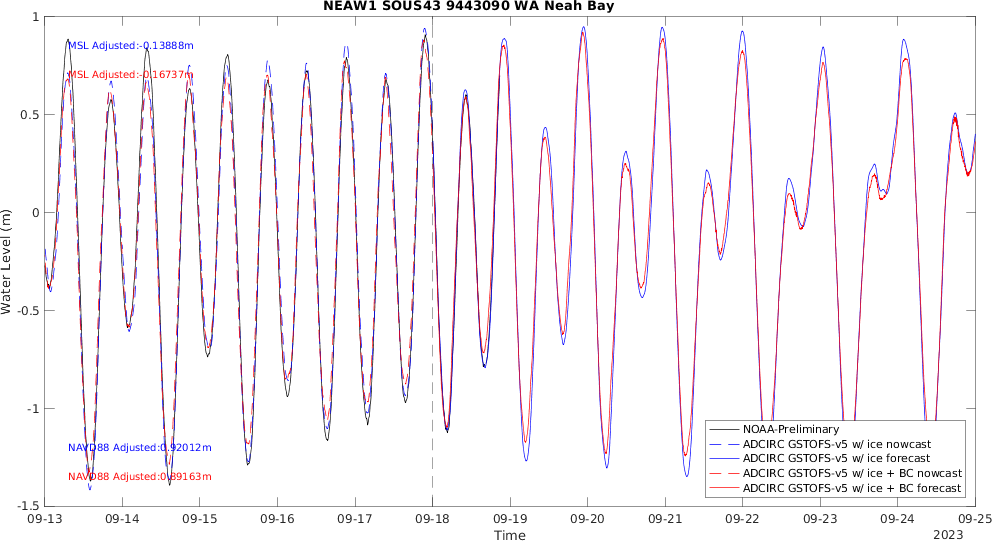 NEAW1 SOUS43 9443090 WA Neah Bay
Water Level (m)
1
0.5
0
-0.5
-1
-1.5
MSL Adjusted:-0.13888m
MSL Adjusted:-0.16737m
NAVD88 Adjusted:0.92012m
NAVD88 Adjusted:0.89163m
NOAA-Preliminary
ADCIRC GSTOFS-v5 w/ ice nowcast
ADCIRC GSTOFS-v5 w/ ice forecast
ADCIRC GSTOFS-v5 w/ ice + BC nowcast
ADCIRC GSTOFS-v5 w/ ice + BC forecast
09-13 09-14 09-15 09-16 09-17 09-18 09-19 09-20 09-21 09-22 09-23 09-24 09-25
Time
2023